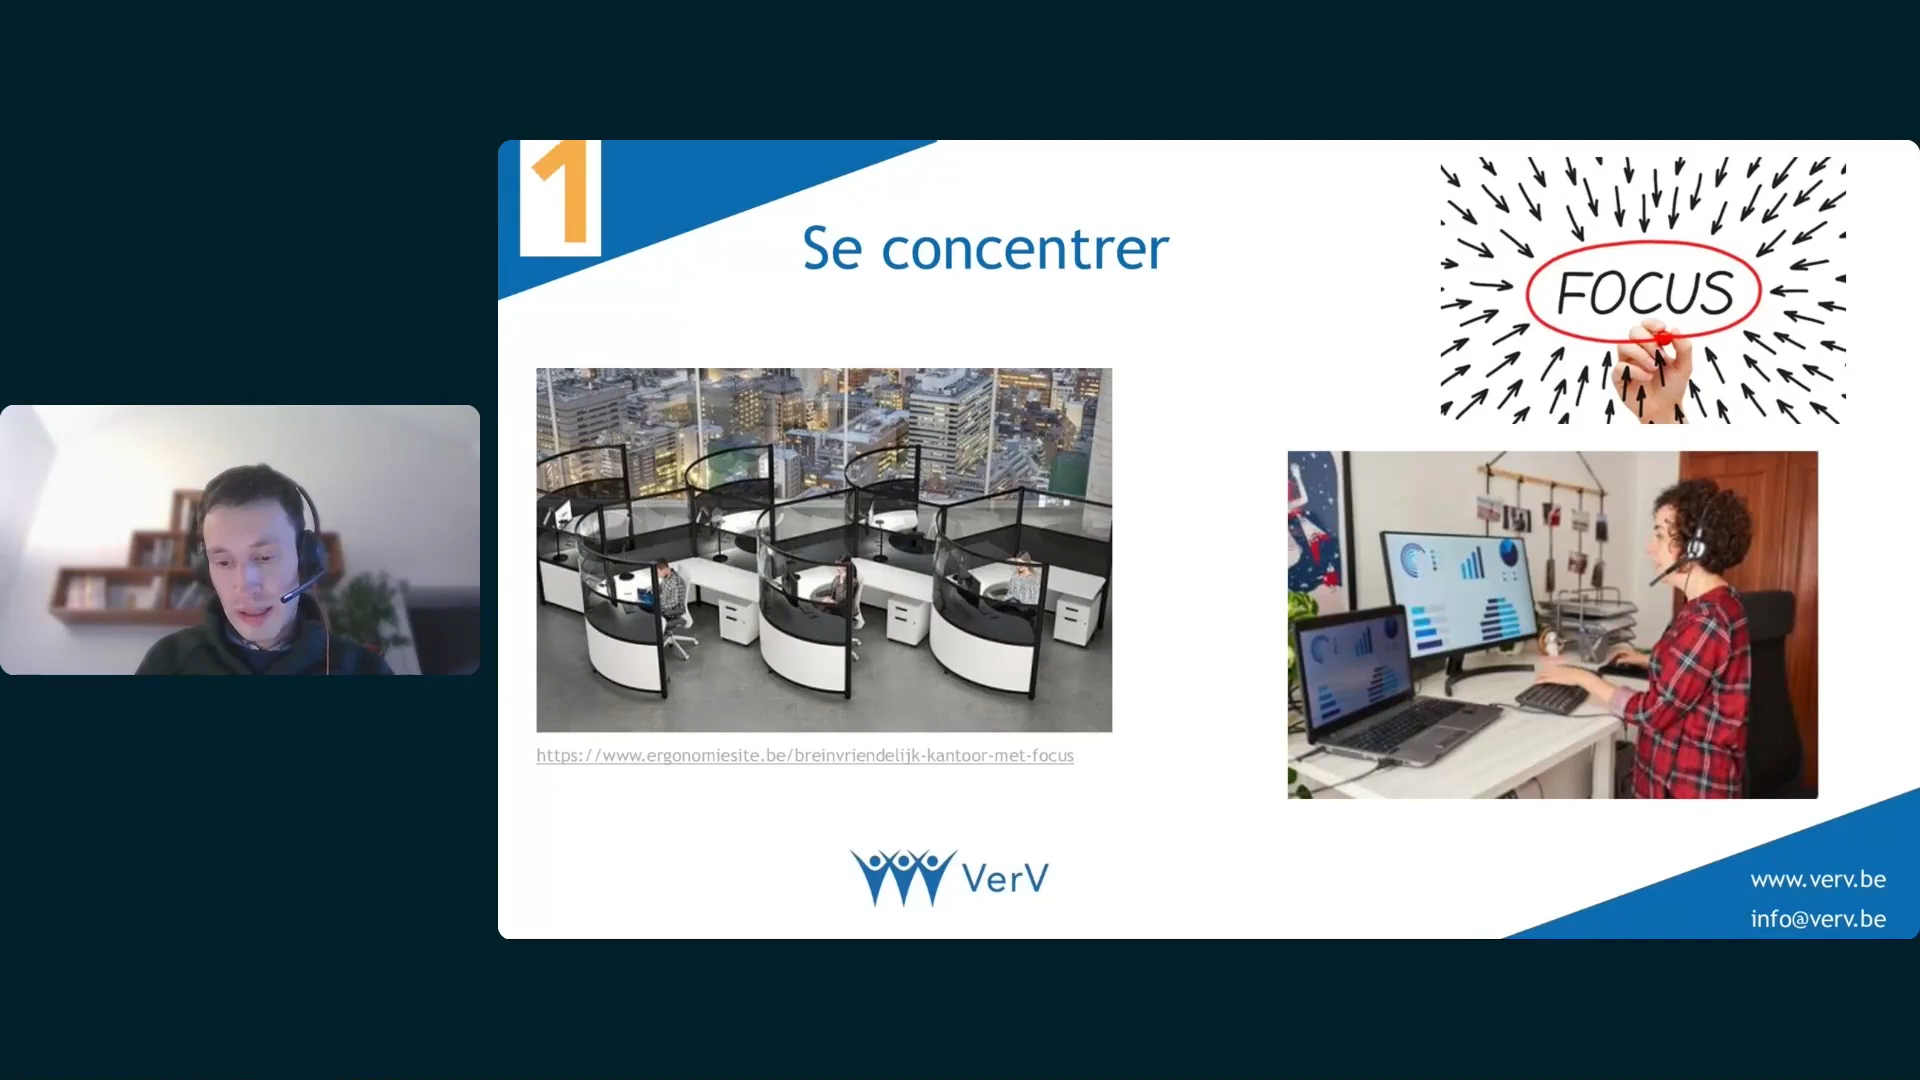 1
Se concentrer
FOCUS
https://www.ergonomiesite.be/breinvriendelijk-kantoor-met-focus
VerV
www.verv.be
info@verv.be